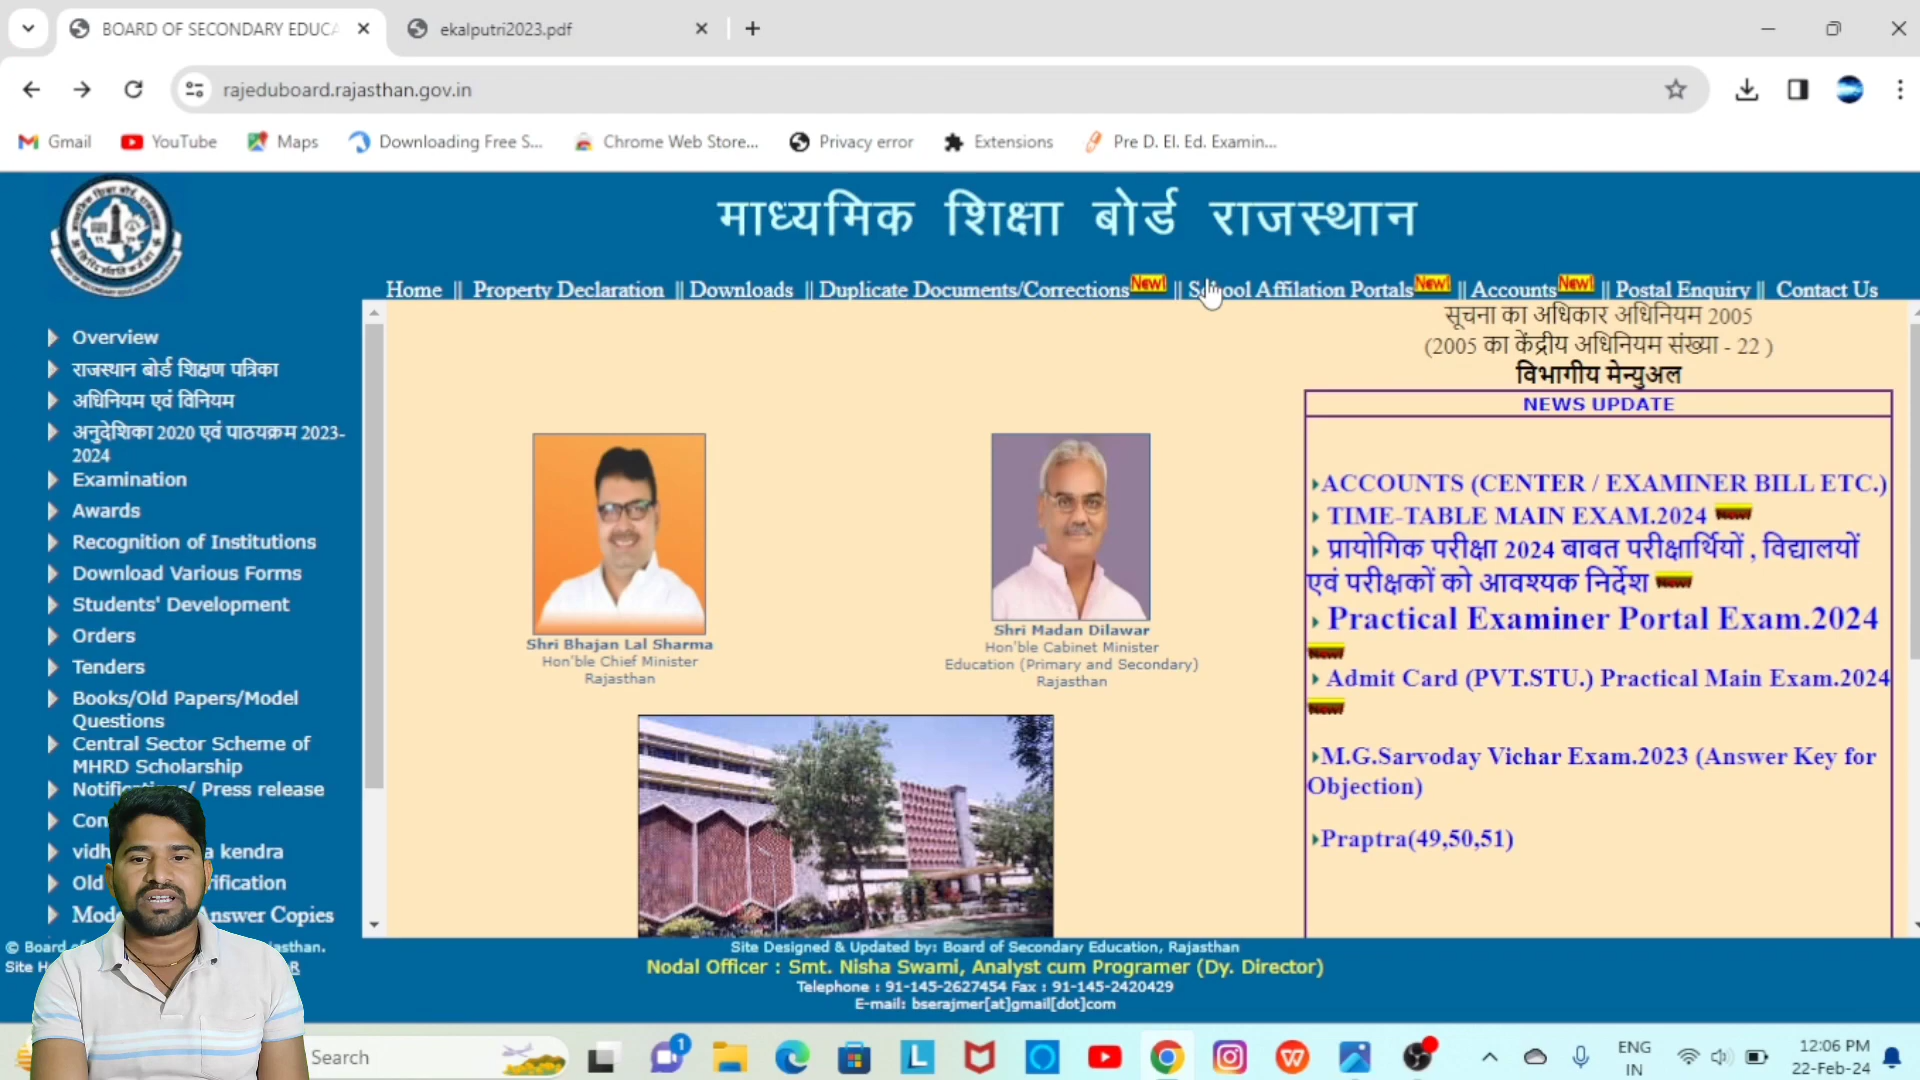 BOARD OF SECONDARY EDUCA
ekalputri2023.pdf
rajeduboard.rajasthan.gov.in
Gmail
YouTube
Maps
Downloading Free S...
Chrome Web Store...
Privacy error
Extensions
Pre D. El. Ed. Examin...
माध्यमिक शिक्षा बोर्ड राजस्थान
Home || Property Declaration || Downloads || Duplicate Documents/Corrections New! || School Affilation Portals New! || Accounts New! || Postal Enquiry || Contact Us
Overview
राजस्थान बोर्ड शिक्षण पत्रिका
अधिनियम एवं विनियम
अनुदेशिका 2020 एवं पाठयक्रम 2023-
2024
Examination
Awards
Recognition of Institutions
Download Various Forms
Students' Development
Orders
Tenders
Books/Old Papers/Model
Questions
Central Sector Scheme of
MHRD Scholarship
Press release
kendra
Old
Answer Copies
Shri Bhajan Lal Sharma
Hon'ble Chief Minister
Rajasthan
Shri Madan Dilawar
Hon'ble Cabinet Minister
Education (Primary and Secondary)
Rajasthan
सूचना का अधिकार अधिनियम 2005
(2005 का केंद्रीय अधिनियम संख्या - 22 )
विभागीय मेन्युअल
NEWS UPDATE
ACCOUNTS (CENTER / EXAMINER BILL ETC.)
TIME-TABLE MAIN EXAM.2024
प्रायोगिक परीक्षा 2024 बाबत परीक्षार्थियों , विद्यालयों
एवं परीक्षकों को आवश्यक निर्देश
Practical Examiner Portal Exam.2024
Admit Card (PVT.STU.) Practical Main Exam.2024
M.G.Sarvoday Vichar Exam.2023 (Answer Key for
Objection)
Praptra(49,50,51)
© Board
Site
Site Designed & Updated by: Board of Secondary Education, Rajasthan
Nodal Officer : Smt. Nisha Swami, Analyst cum Programer (Dy. Director)
Telephone : 91-145-2627454 Fax : 91-145-2420429
E-mail: bserajmer[at]gmail[dot]com
Search
1
ENG
IN
12:06 PM
22-Feb-24